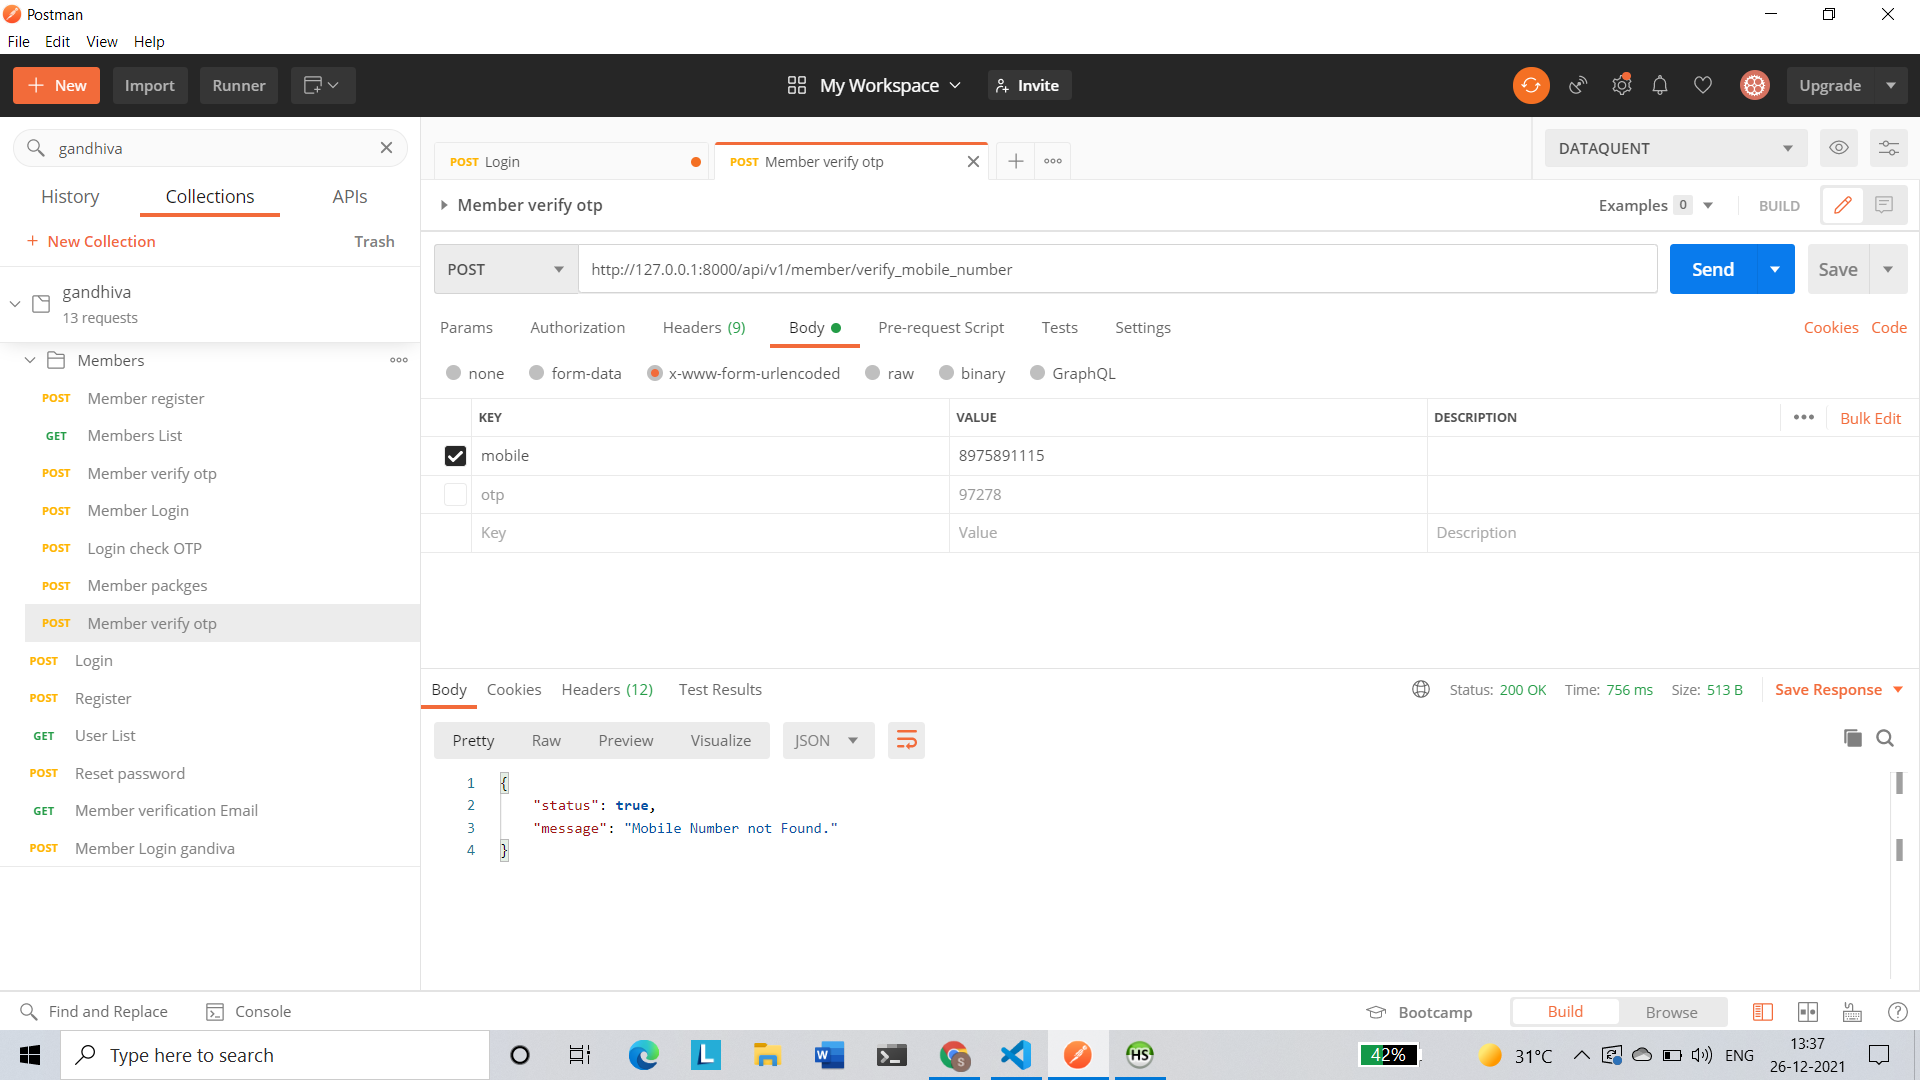 Postman
File Edit View Help
+ New Import Runner My Workspace Invite Upgrade
gandhiva
History Collections APIs
+ New Collection Trash
gandhiva
13 requests
Members
POST Member register
GET Members List
POST Member verify otp
POST Member Login
POST Login check OTP
POST Member packges
POST Member verify otp
POST Login
POST Register
GET User List
POST Reset password
GET Member verification Email
POST Member Login gandiva
POST Login POST Member verify otp DATAQUENT
Member verify otp Examples 0 BUILD
POST http://127.0.0.1:8000/api/v1/member/verify_mobile_number Send Save
Params Authorization Headers (9) Body Pre-request Script Tests Settings Cookies Code
none form-data x-www-form-urlencoded raw binary GraphQL
KEY VALUE DESCRIPTION Bulk Edit
mobile 8975891115
otp 97278
Key Value Description
Body Cookies Headers (12) Test Results Status: 200 OK Time: 756 ms Size: 513 B Save Response
Pretty Raw Preview Visualize JSON
1 {
2 "status": true,
3 "message": "Mobile Number not Found."
4 }
Find and Replace Console Bootcamp Build Browse
Type here to search L W S HS 42% 31°C ENG 13:37
26-12-2021